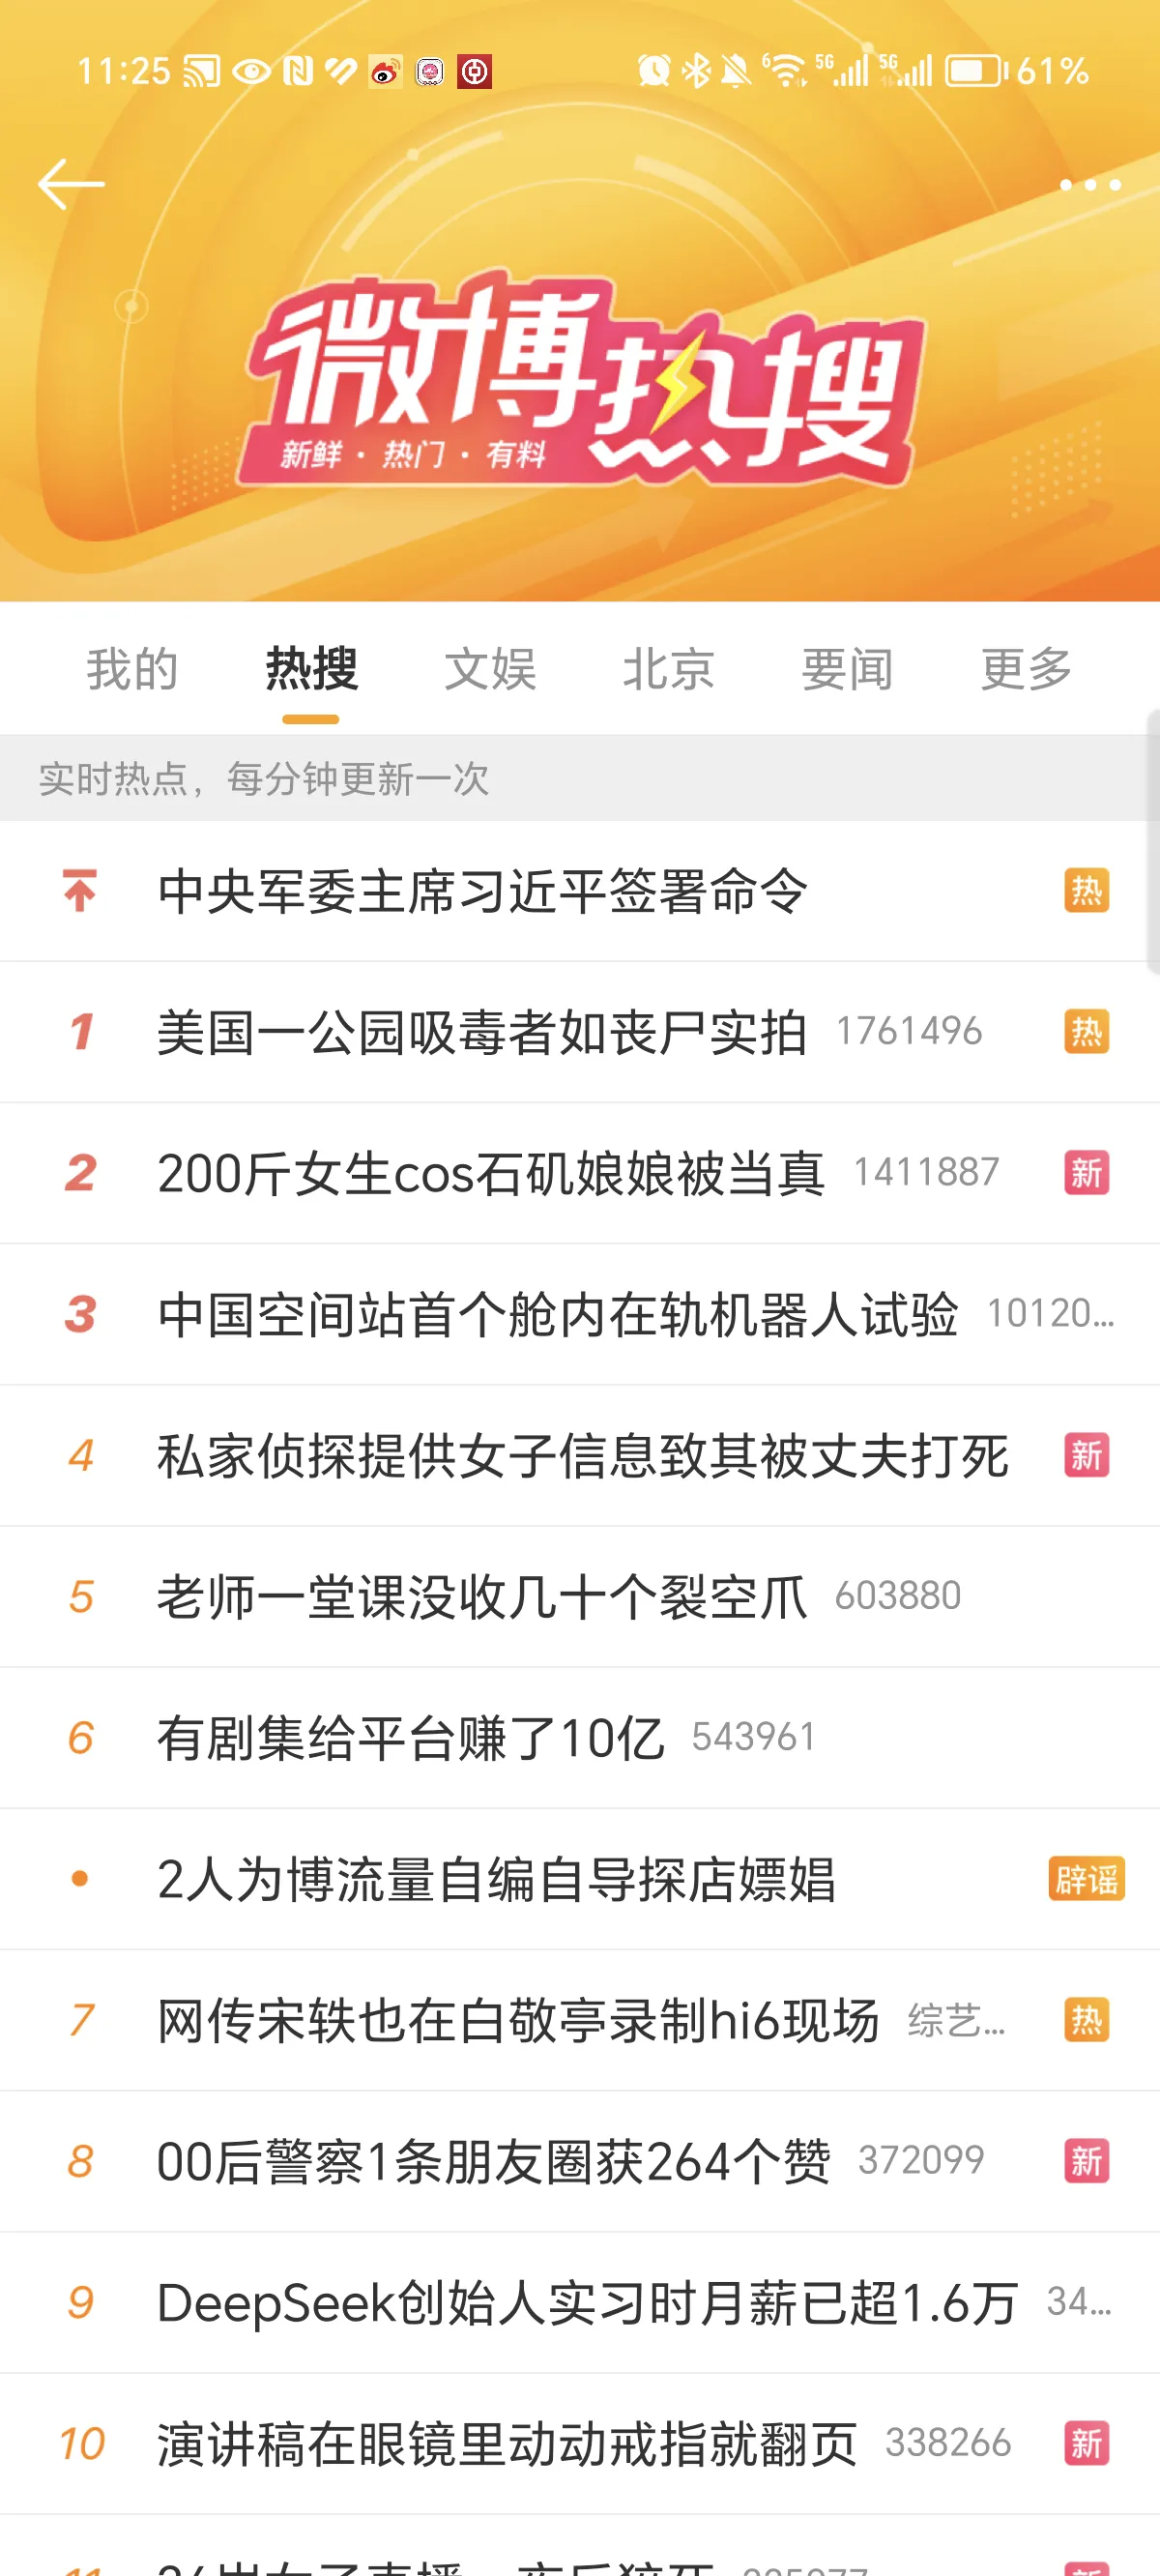 11:25
6
5G
5G
61%
微博热搜
新鲜·热门·有料
我的 热搜 文娱 北京 要闻 更多
实时热点，每分钟更新一次
中央军委主席习近平签署命令 热
1 美国一公园吸毒者如丧尸实拍 1761496 热
2 200斤女生cos石矶娘娘被当真 1411887 新
3 中国空间站首个舱内在轨机器人试验 10120...
4 私家侦探提供女子信息致其被丈夫打死 新
5 老师一堂课没收几十个裂空爪 603880
6 有剧集给平台赚了10亿 543961
2人为博流量自编自导探店嫖娼 辟谣
7 网传宋轶也在白敬亭录制hi6现场 综艺... 热
8 00后警察1条朋友圈获264个赞 372099 新
9 DeepSeek创始人实习时月薪已超1.6万 34...
10 演讲稿在眼镜里动动戒指就翻页 338266 新